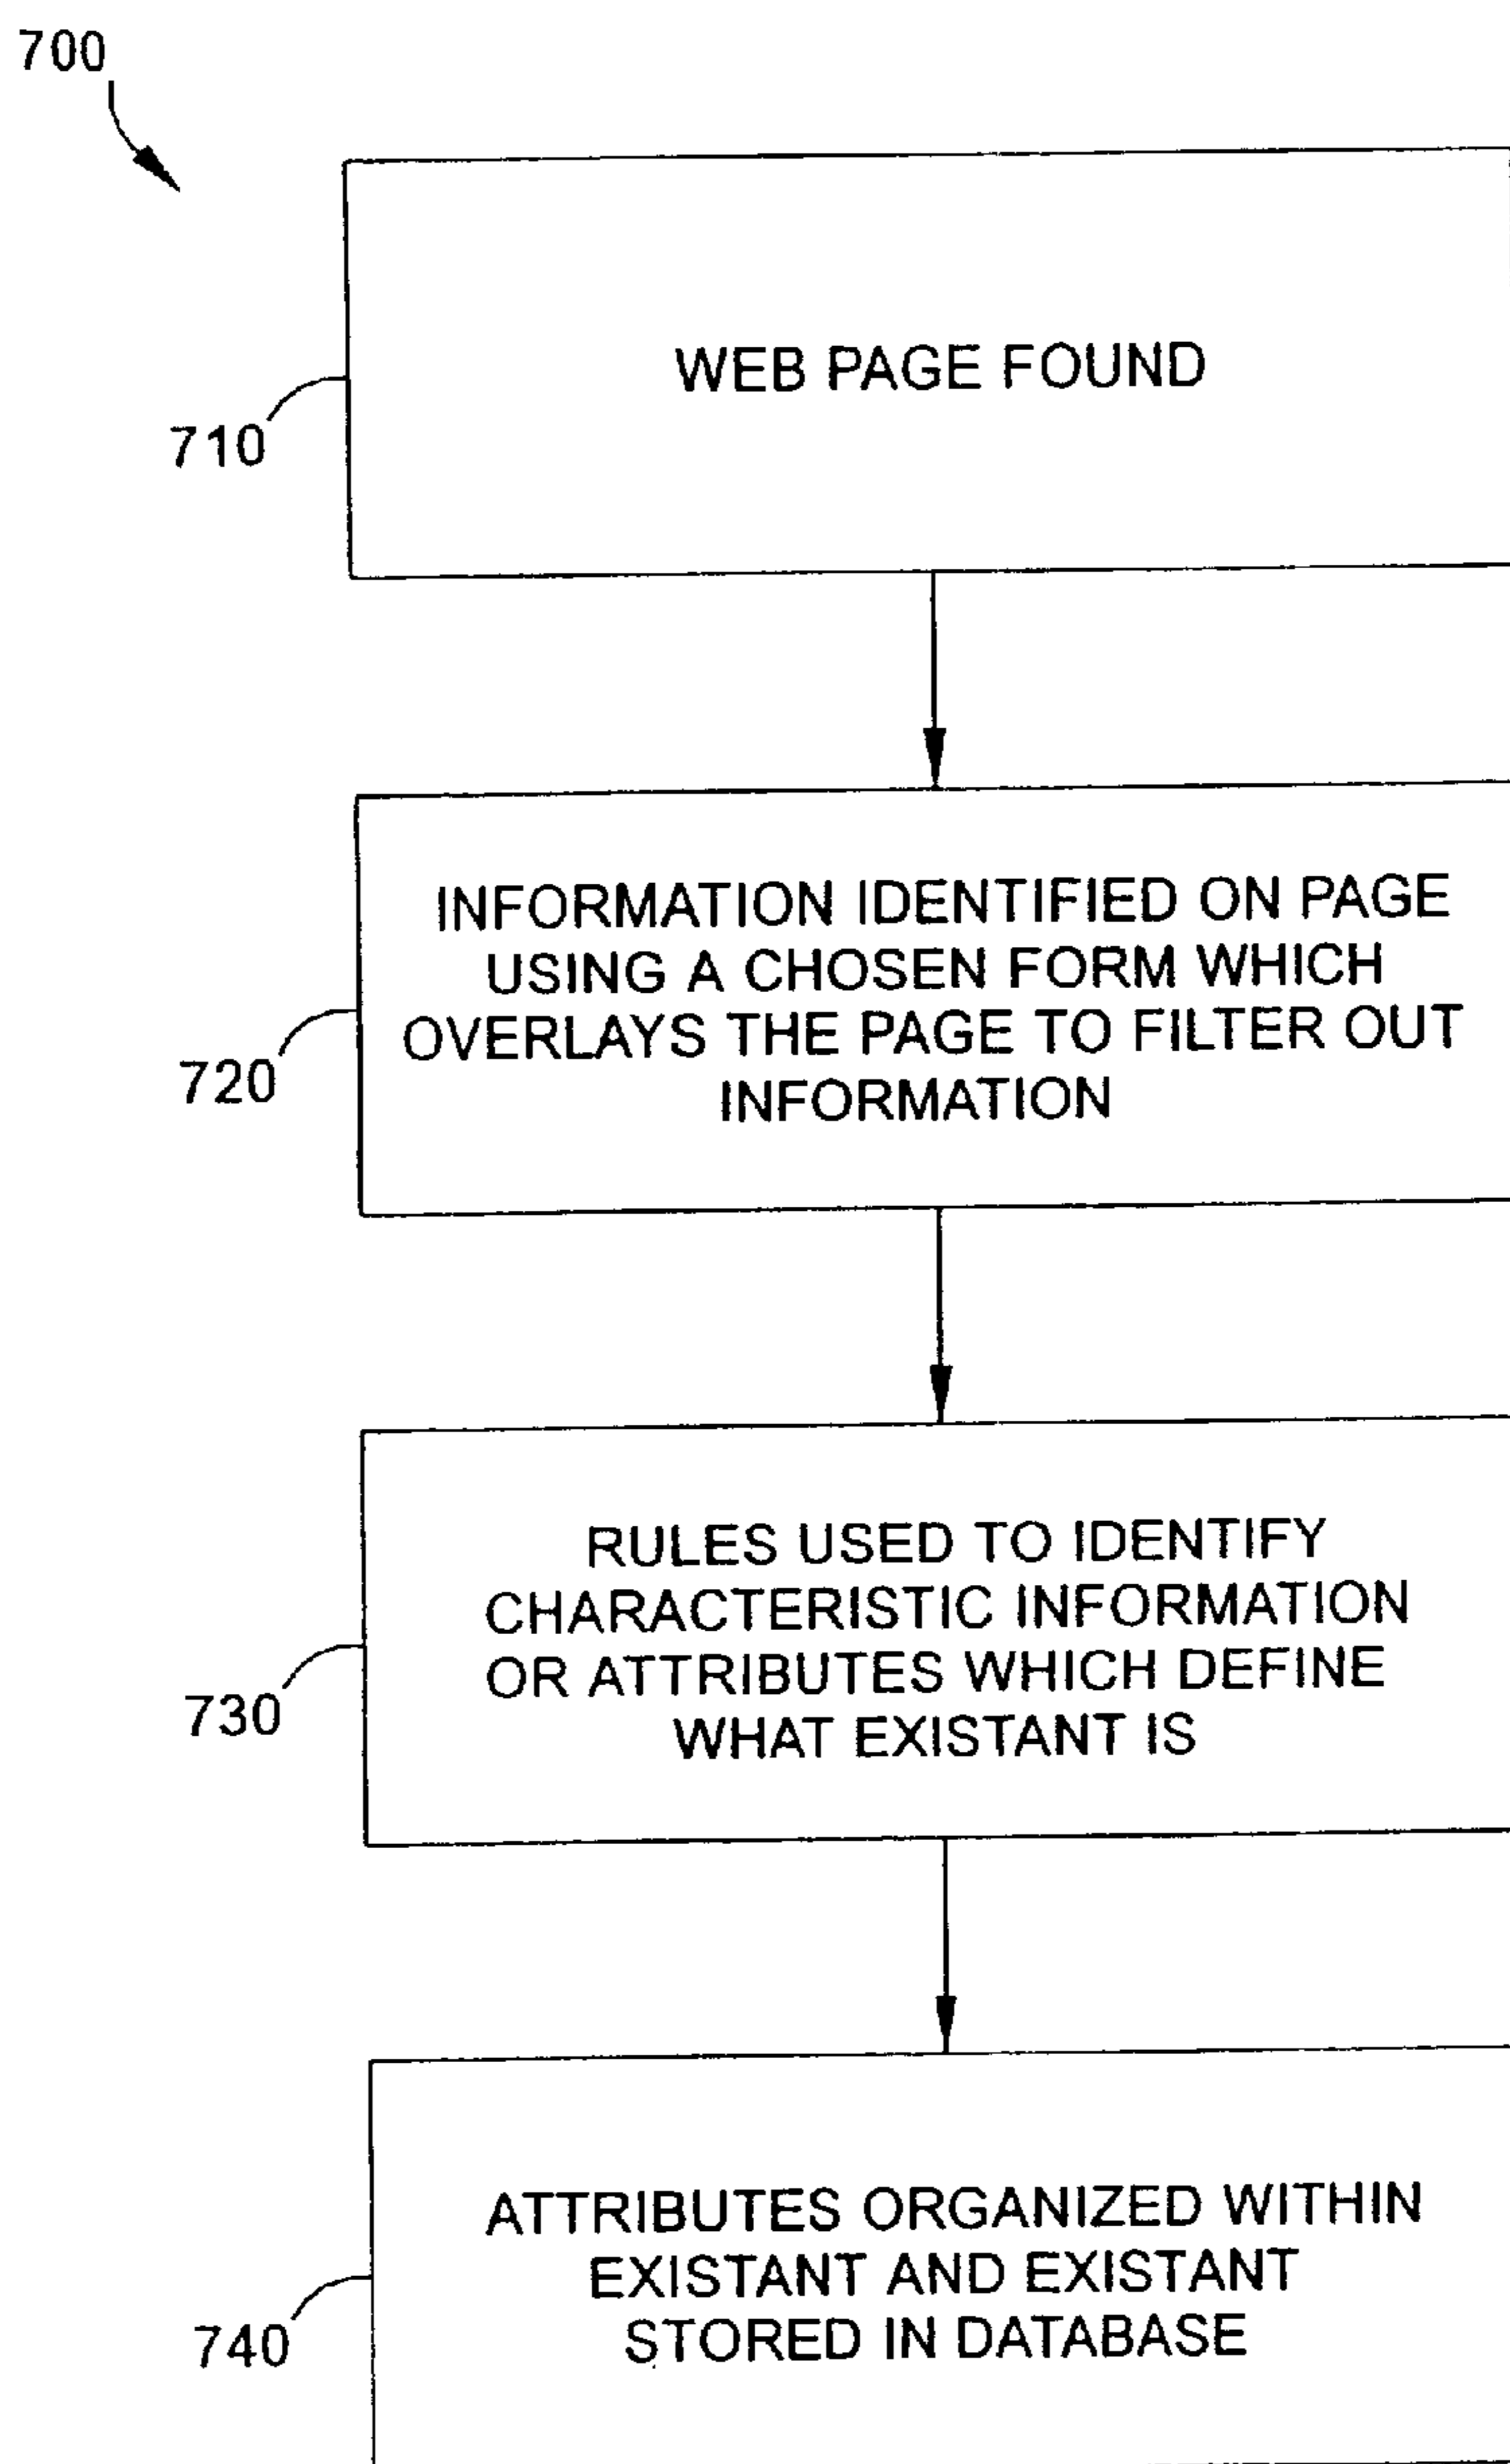 700
WEB PAGE FOUND
710
INFORMATION IDENTIFIED ON PAGE
USING A CHOSEN FORM WHICH
OVERLAYS THE PAGE TO FILTER OUT
INFORMATION
720
RULES USED TO IDENTIFY
CHARACTERISTIC INFORMATION
OR ATTRIBUTES WHICH DEFINE
WHAT EXISTANT IS
730
ATTRIBUTES ORGANIZED WITHIN
EXISTANT AND EXISTANT
STORED IN DATABASE
740